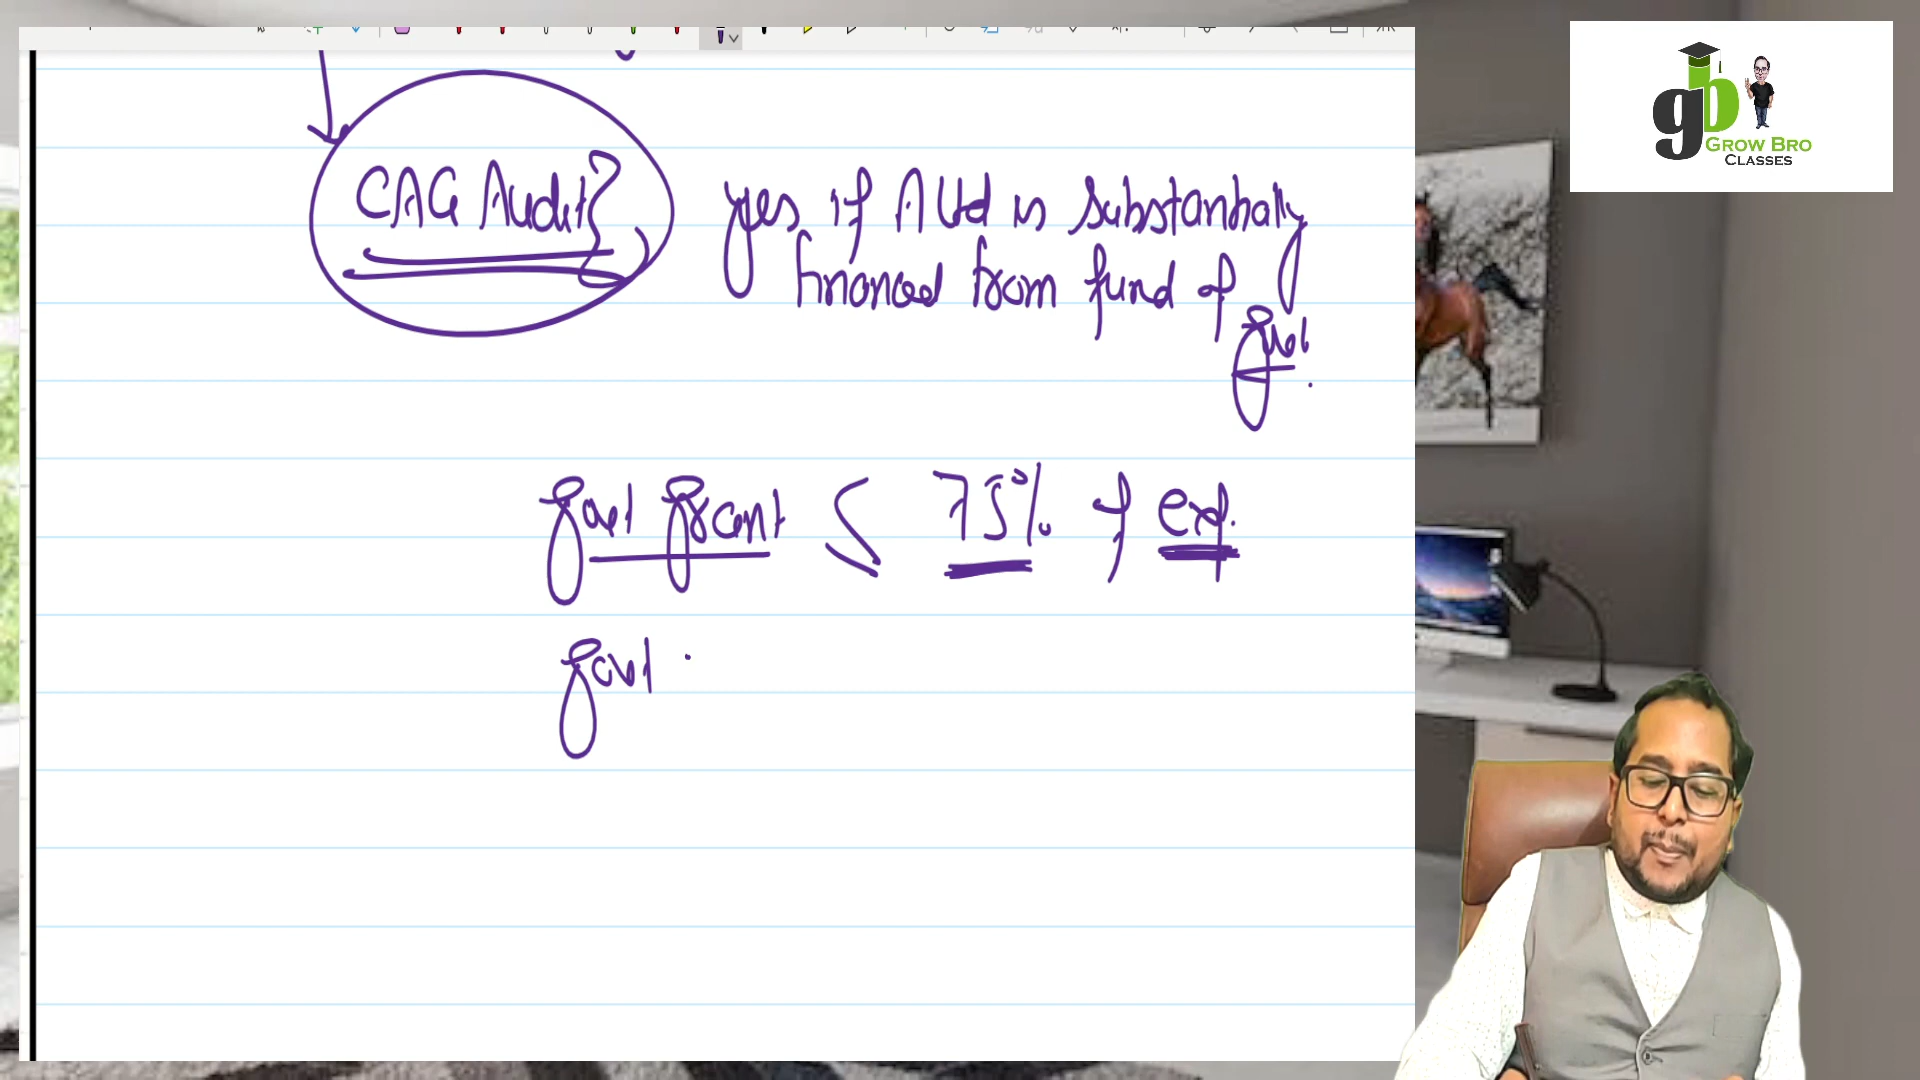 CAG Audit? yes if A Ltd is substantially
financed from fund of
govt.
govt grant < 75% of exp.
govt
gb
GROW BRO
CLASSES